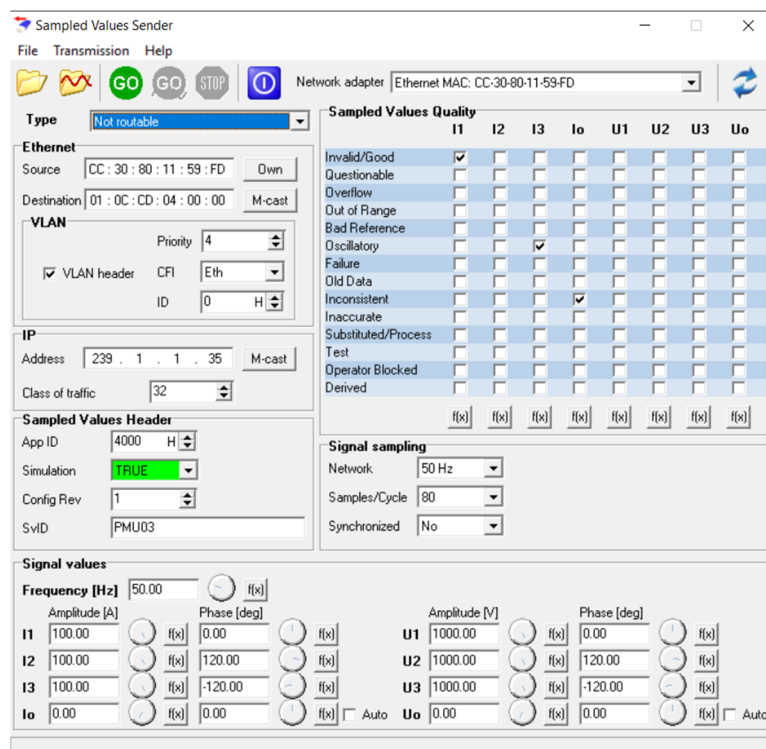 Sampled Values Sender
File Transmission Help
GO GO STOP Network adapter Ethernet MAC: CC-30-80-11-59-FD
Type Not routable
Ethernet
Source CC : 30 : 80 : 11 : 59 : FD Own
Destination 01 : 0C : CD : 04 : 00 : 00 M-cast
VLAN
Priority 4
VLAN header CFI Eth
ID 0 H
IP
Address 239 . 1 . 1 . 35 M-cast
Class of traffic 32
Sampled Values Header
App ID 4000 H
Simulation TRUE
Config Rev 1
SvID PMU03
Sampled Values Quality
I1 I2 I3 Io U1 U2 U3 Uo
Invalid/Good
Questionable
Overflow
Out of Range
Bad Reference
Oscillatory
Failure
Old Data
Inconsistent
Inaccurate
Substituted/Process
Test
Operator Blocked
Derived
f(x) f(x) f(x) f(x) f(x) f(x) f(x) f(x)
Signal sampling
Network 50 Hz
Samples/Cycle 80
Synchronized No
Signal values
Frequency [Hz] 50.00 f(x)
Amplitude [A] Phase [deg] Amplitude [V] Phase [deg]
I1 100.00 f(x) 0.00 f(x) U1 1000.00 f(x) 0.00 f(x)
I2 100.00 f(x) 120.00 f(x) U2 1000.00 f(x) 120.00 f(x)
I3 100.00 f(x) -120.00 f(x) U3 1000.00 f(x) -120.00 f(x)
Io 0.00 f(x) 0.00 f(x) Auto Uo 0.00 f(x) 0.00 f(x) Auto